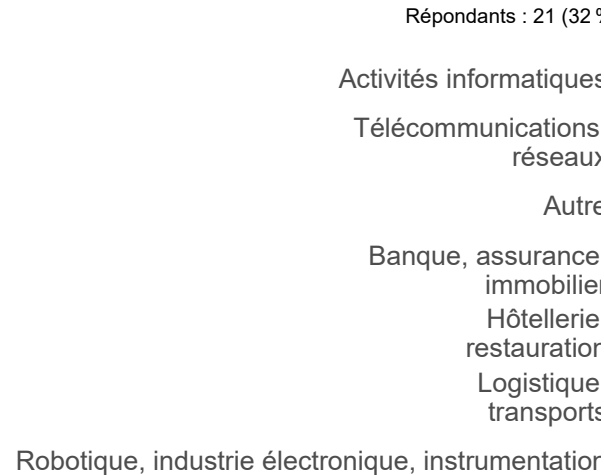 Répondants : 21 (32 %
Activités informatiques
Télécommunications,
réseaux
Autre
Banque, assurance,
immobilier
Hôtellerie,
restauration
Logistique,
transports
Robotique, industrie électronique, instrumentation